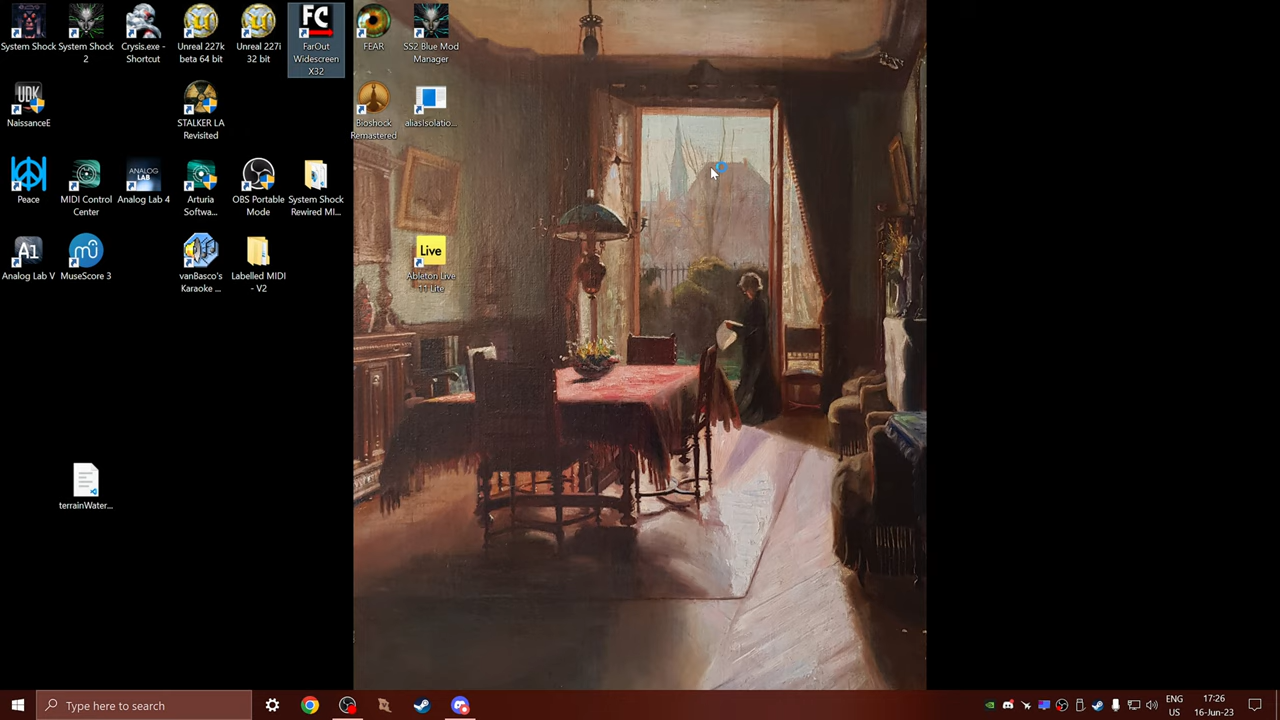 System Shock
System Shock
2
Crysis.exe -
Shortcut
Unreal 227k
beta 64 bit
Unreal 227i
32 bit
FC
FarOut
Widescreen
X32
FEAR
SS2 Blue Mod
Manager
UDK
NaissanceE
STALKER LA
Revisited
Bioshock
Remastered
aliasIsolatio...
Peace
MIDI Control
Center
ANALOG
LAB
Analog Lab 4
Arturia
Softwa...
OBS Portable
Mode
System Shock
Rewired MI...
A1
Analog Lab V
MuseScore 3
vanBasco's
Karaoke ...
Labelled MIDI
- V2
Live
Ableton Live
11 Lite
terrainWater...
Type here to search
ENG
US
17:26
16-Jun-23